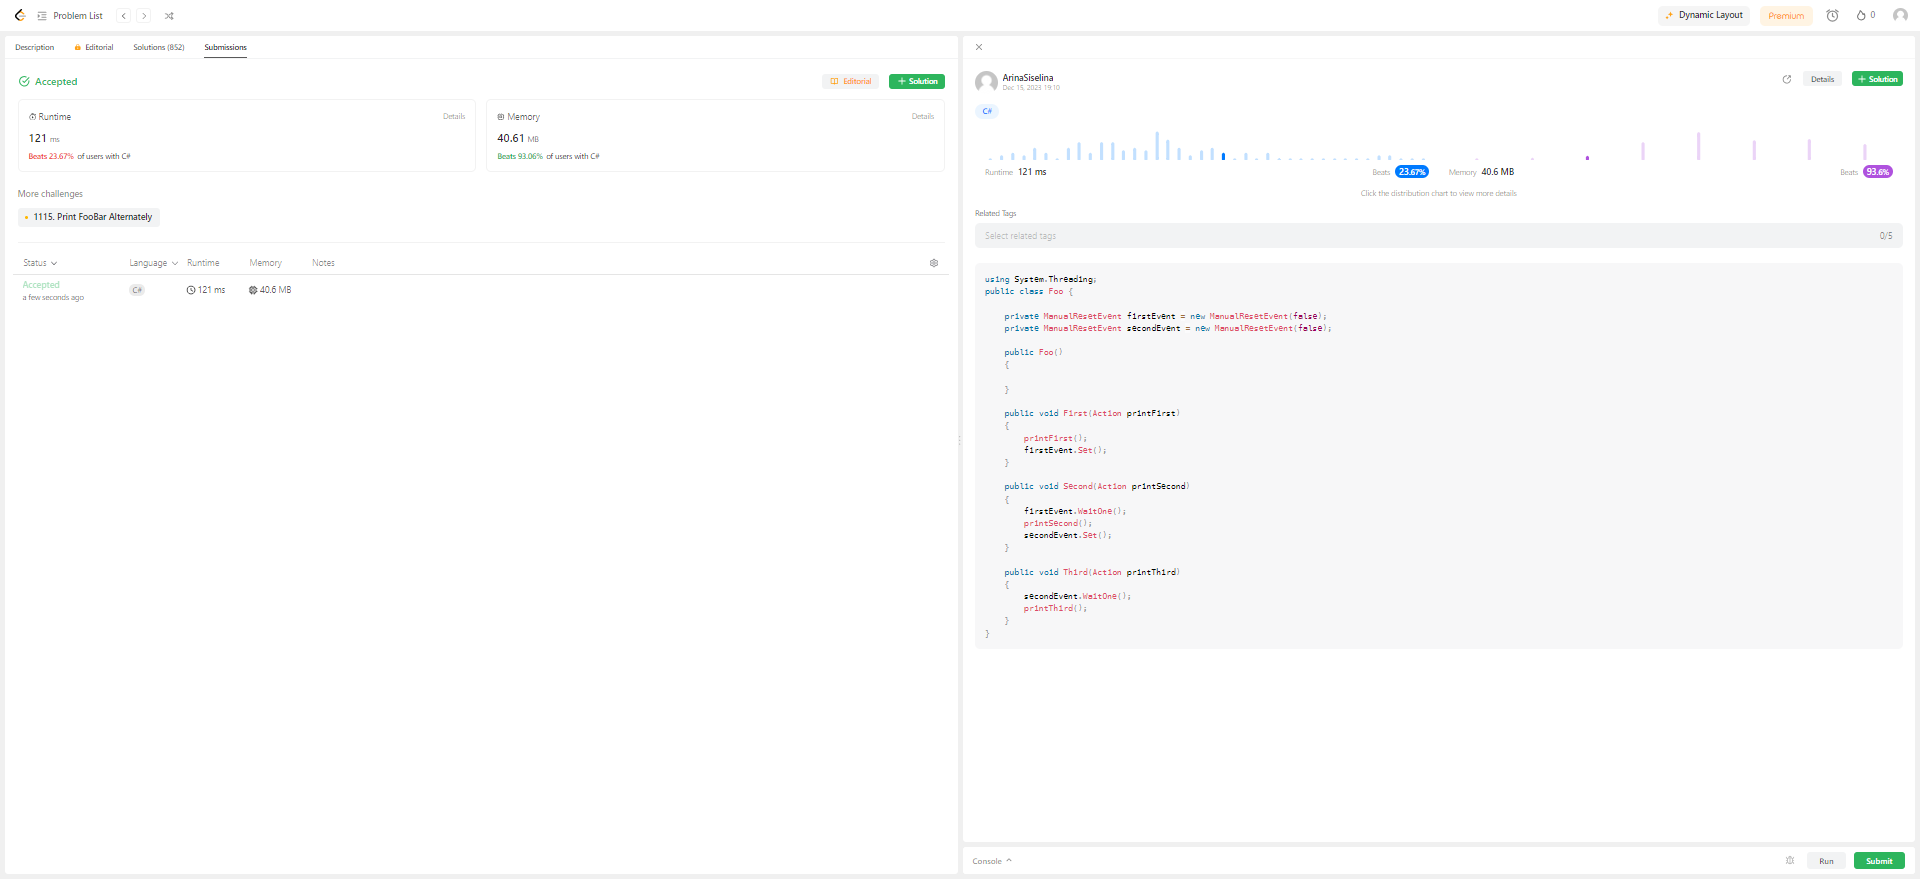 Problem List
Dynamic Layout
Premium
0
Description
Editorial
Solutions (852)
Submissions
Accepted
Editorial
+ Solution
Runtime
Details
121 ms
Beats 23.67% of users with C#
Memory
Details
40.61 MB
Beats 93.06% of users with C#
More challenges
1115. Print FooBar Alternately
Status
Language
Runtime
Memory
Notes
Accepted
a few seconds ago
C#
121 ms
40.6 MB
ArinaSiselina
Dec 15, 2023 19:10
Details
+ Solution
C#
Runtime 121 ms
Beats 23.67%
Memory 40.6 MB
Beats 93.6%
Click the distribution chart to view more details
Related Tags
Select related tags
0/5
using System.Threading;
public class Foo {
private ManualResetEvent firstEvent = new ManualResetEvent(false);
private ManualResetEvent secondEvent = new ManualResetEvent(false);
public Foo()
{
}
public void First(Action printFirst)
{
printFirst();
firstEvent.Set();
}
public void Second(Action printSecond)
{
firstEvent.WaitOne();
printSecond();
secondEvent.Set();
}
public void Third(Action printThird)
{
secondEvent.WaitOne();
printThird();
}
}
Console
Run
Submit